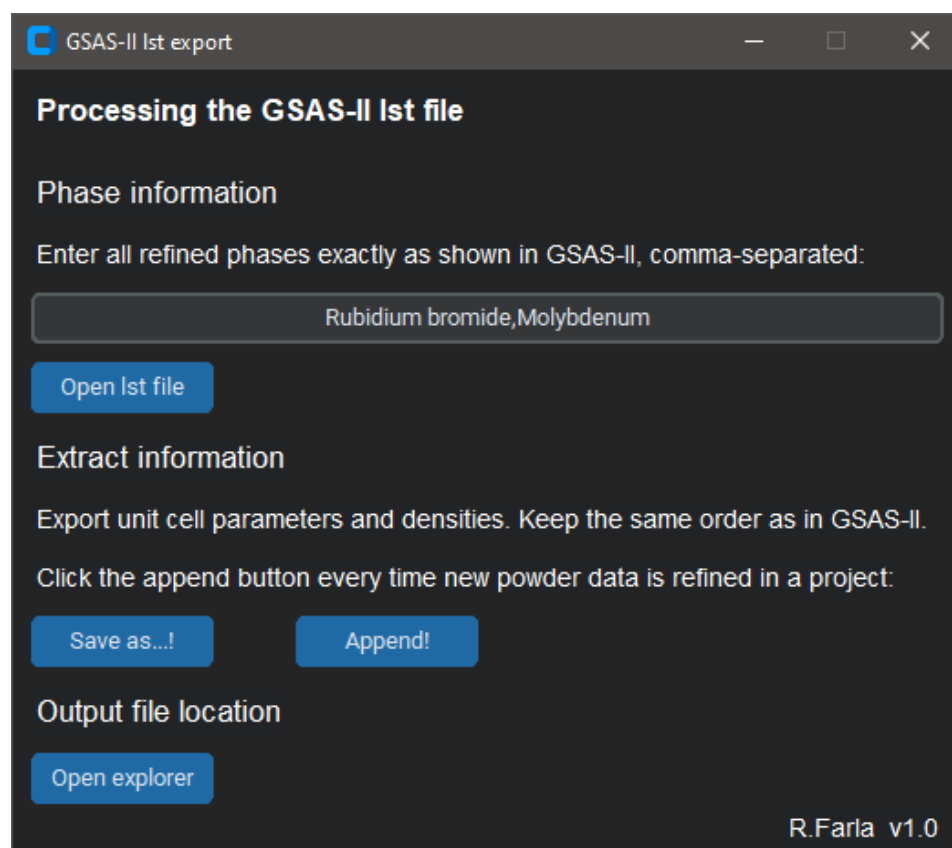 GSAS-II lst export
Processing the GSAS-II lst file
Phase information
Enter all refined phases exactly as shown in GSAS-II, comma-separated:
Rubidium bromide,Molybdenum
Open lst file
Extract information
Export unit cell parameters and densities. Keep the same order as in GSAS-II.
Click the append button every time new powder data is refined in a project:
Save as...! Append!
Output file location
Open explorer
R.Farla v1.0